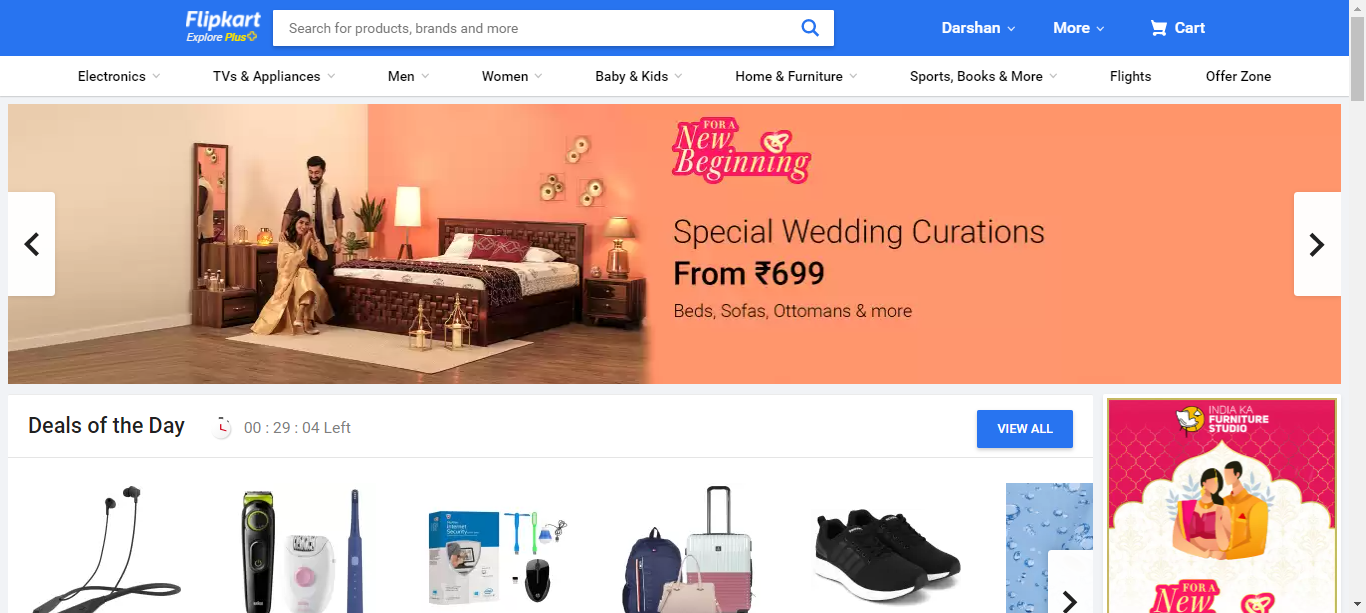 Flipkart
Explore Plus
Search for products, brands and more
Darshan
More
Cart
Electronics
TVs & Appliances
Men
Women
Baby & Kids
Home & Furniture
Sports, Books & More
Flights
Offer Zone
FOR A
New
Beginning
Special Wedding Curations
From ₹699
Beds, Sofas, Ottomans & more
Deals of the Day
00 : 29 : 04 Left
VIEW ALL
INDIA KA
FURNITURE
STUDIO
Internet
Security
FOR A
New